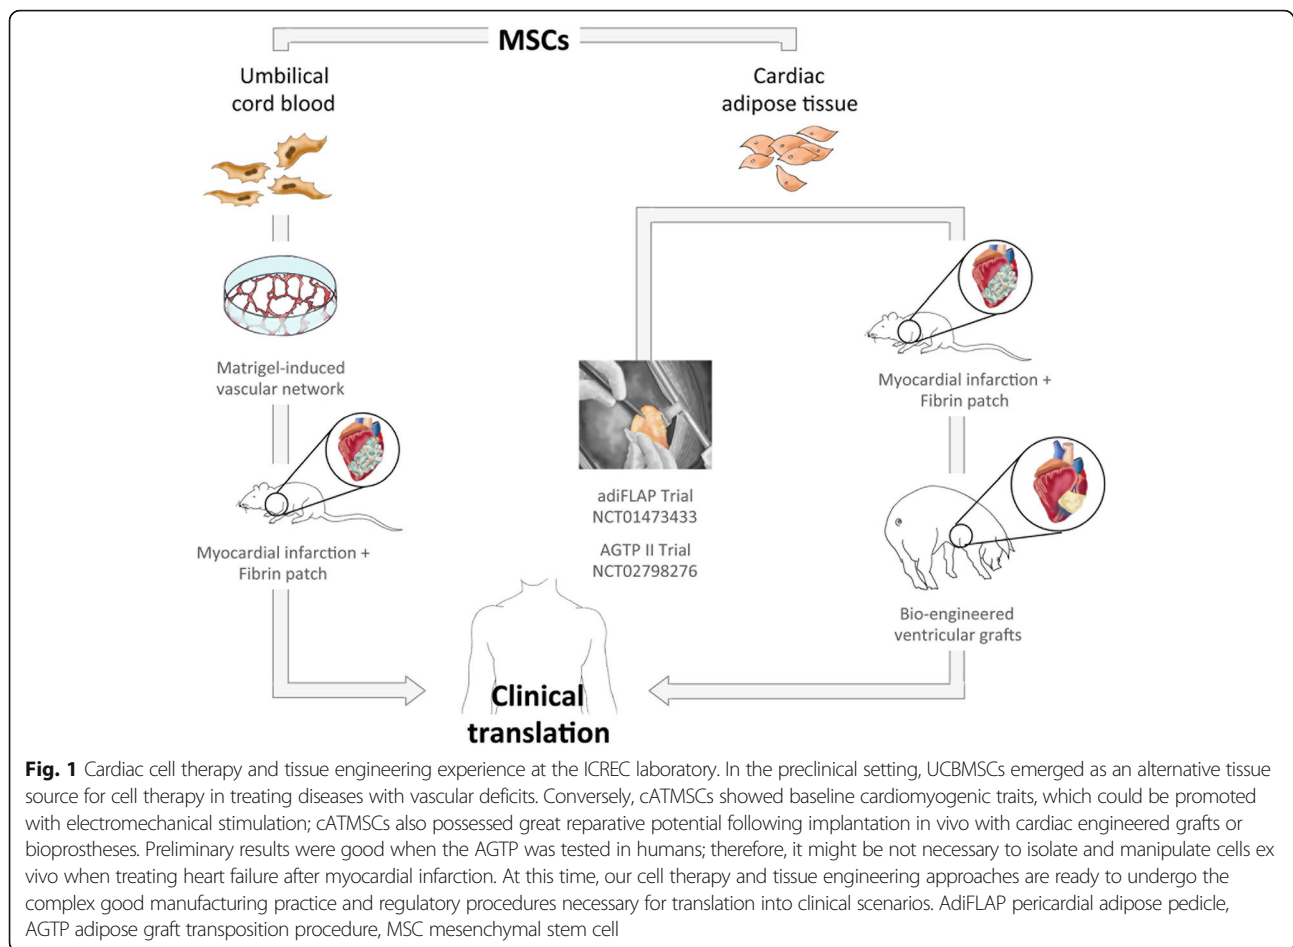 MSCs
Umbilical
cord blood
Cardiac
adipose tissue
Matrigel-induced
vascular network
Myocardial infarction +
Fibrin patch
adiFLAP Trial
NCT01473433
AGTP II Trial
NCT02798276
Myocardial infarction +
Fibrin patch
Bio-engineered
ventricular grafts
Clinical
translation
Fig. 1 Cardiac cell therapy and tissue engineering experience at the ICREC laboratory. In the preclinical setting, UCBMSCs emerged as an alternative tissue
source for cell therapy in treating diseases with vascular deficits. Conversely, cATMSCs showed baseline cardiomyogenic traits, which could be promoted
with electromechanical stimulation; cATMSCs also possessed great reparative potential following implantation in vivo with cardiac engineered grafts or
bioprostheses. Preliminary results were good when the AGTP was tested in humans; therefore, it might be not necessary to isolate and manipulate cells ex
vivo when treating heart failure after myocardial infarction. At this time, our cell therapy and tissue engineering approaches are ready to undergo the
complex good manufacturing practice and regulatory procedures necessary for translation into clinical scenarios. AdiFLAP pericardial adipose pedicle,
AGTP adipose graft transposition procedure, MSC mesenchymal stem cell